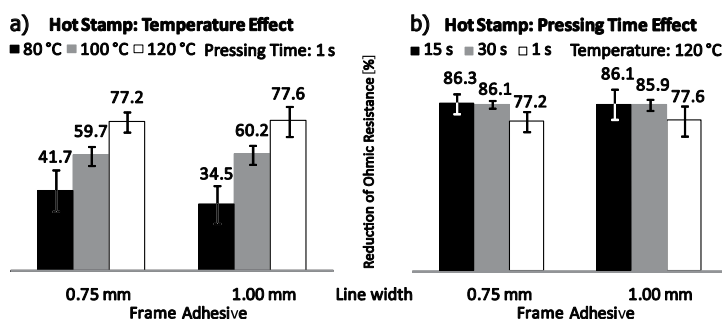 a) Hot Stamp: Temperature Effect
80 °C 100 °C 120 °C Pressing Time: 1 s
77.2
77.6
59.7
60.2
41.7
34.5
0.75 mm
1.00 mm
Frame Adhesive
Line width
Reduction of Ohmic Resistance [%]
b) Hot Stamp: Pressing Time Effect
15 s 30 s 1 s Temperature: 120 °C
86.3
86.1
77.2
86.1
85.9
77.6
0.75 mm
1.00 mm
Frame Adhesive